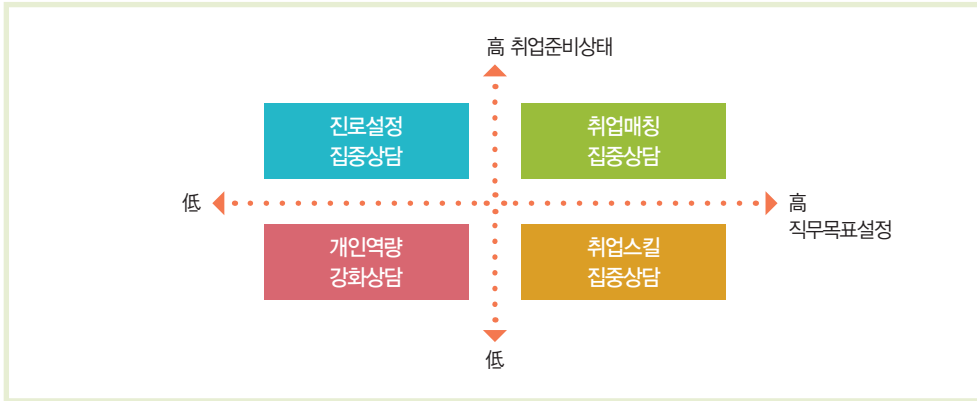 高 취업준비상태
진로설정
집중상담
취업매칭
집중상담
低
高
직무목표설정
개인역량
강화상담
취업스킬
집중상담
低